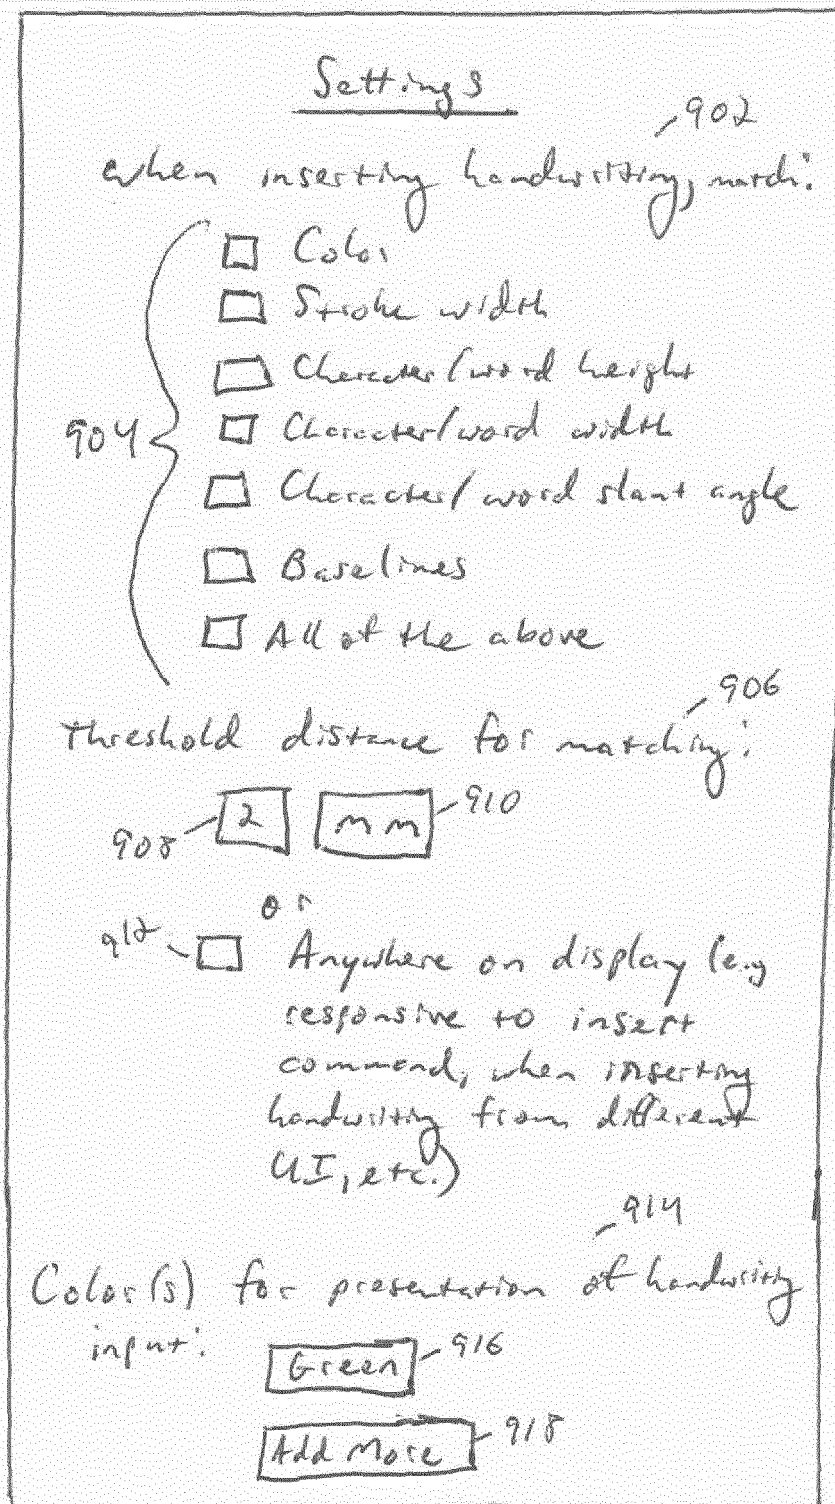 Settings
902
When inserting handwriting, match:
Color
Stroke width
Character/word height
904
Character/word width
Character/word slant angle
Baselines
All of the above
906
Threshold distance for matching:
908
2
mm
910
or
912
Anywhere on display (e.g
responsive to insert
command, when inserting
handwriting from different
UI, etc.)
914
Color(s) for presentation of handwriting
input:
Green
916
Add More
918